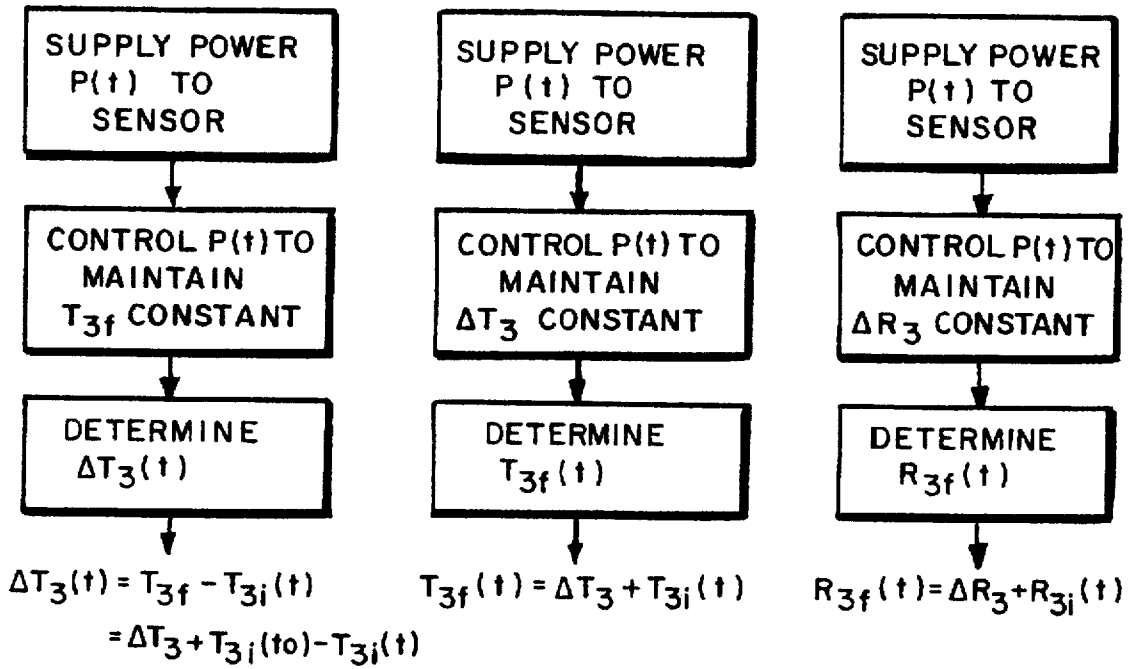 SUPPLY POWER
P(t) TO
SENSOR
CONTROL P(t) TO
MAINTAIN
T3f CONSTANT
DETERMINE
ΔT3(t)
ΔT3(t) = T3f - T3i(t)
= ΔT3 + T3i(to) - T3i(t)
SUPPLY POWER
P(t) TO
SENSOR
CONTROL P(t) TO
MAINTAIN
ΔT3 CONSTANT
DETERMINE
T3f(t)
T3f(t) = ΔT3 + T3i(t)
SUPPLY POWER
P(t) TO
SENSOR
CONTROL P(t) TO
MAINTAIN
ΔR3 CONSTANT
DETERMINE
R3f(t)
R3f(t) = ΔR3 + R3i(t)